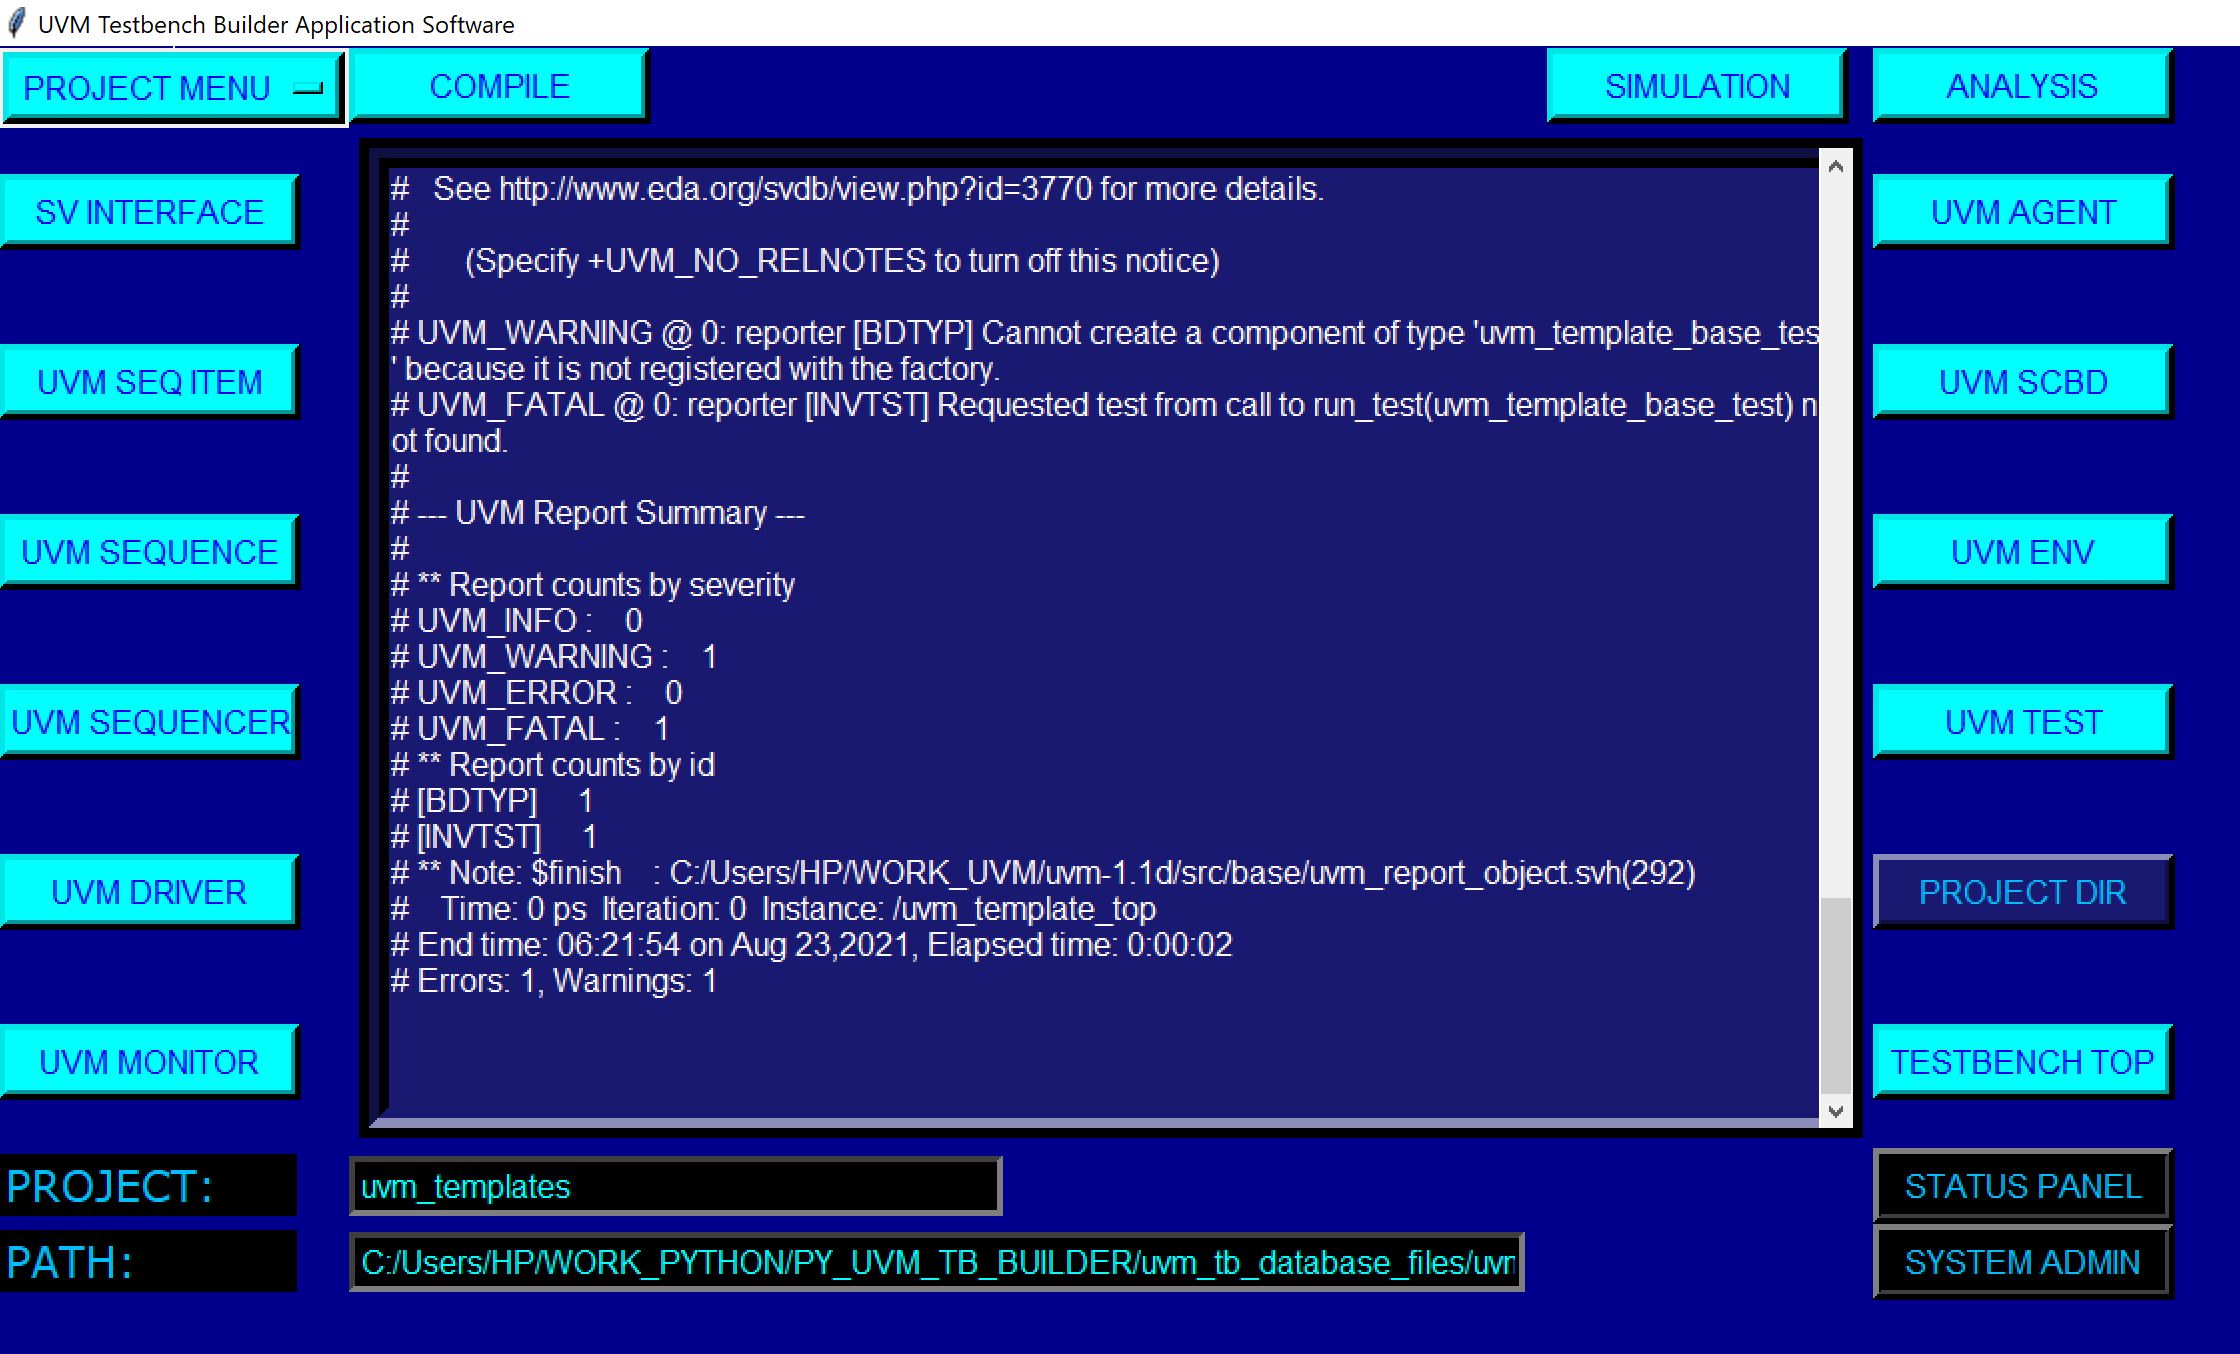 UVM Testbench Builder Application Software
PROJECT MENU
COMPILE
SIMULATION
ANALYSIS
SV INTERFACE
UVM SEQ ITEM
UVM SEQUENCE
UVM SEQUENCER
UVM DRIVER
UVM MONITOR
#   See http://www.eda.org/svdb/view.php?id=3770 for more details.
#
#       (Specify +UVM_NO_RELNOTES to turn off this notice)
#
# UVM_WARNING @ 0: reporter [BDTYP] Cannot create a component of type 'uvm_template_base_tes
' because it is not registered with the factory.
# UVM_FATAL @ 0: reporter [INVTST] Requested test from call to run_test(uvm_template_base_test) n
ot found.
#
# --- UVM Report Summary ---
#
# ** Report counts by severity
# UVM_INFO :    0
# UVM_WARNING :    1
# UVM_ERROR :    0
# UVM_FATAL :    1
# ** Report counts by id
# [BDTYP]     1
# [INVTST]     1
# ** Note: $finish    : C:/Users/HP/WORK_UVM/uvm-1.1d/src/base/uvm_report_object.svh(292)
#    Time: 0 ps  Iteration: 0  Instance: /uvm_template_top
# End time: 06:21:54 on Aug 23,2021, Elapsed time: 0:00:02
# Errors: 1, Warnings: 1
UVM AGENT
UVM SCBD
UVM ENV
UVM TEST
PROJECT DIR
TESTBENCH TOP
PROJECT:
uvm_templates
STATUS PANEL
PATH:
C:/Users/HP/WORK_PYTHON/PY_UVM_TB_BUILDER/uvm_tb_database_files/uvm
SYSTEM ADMIN